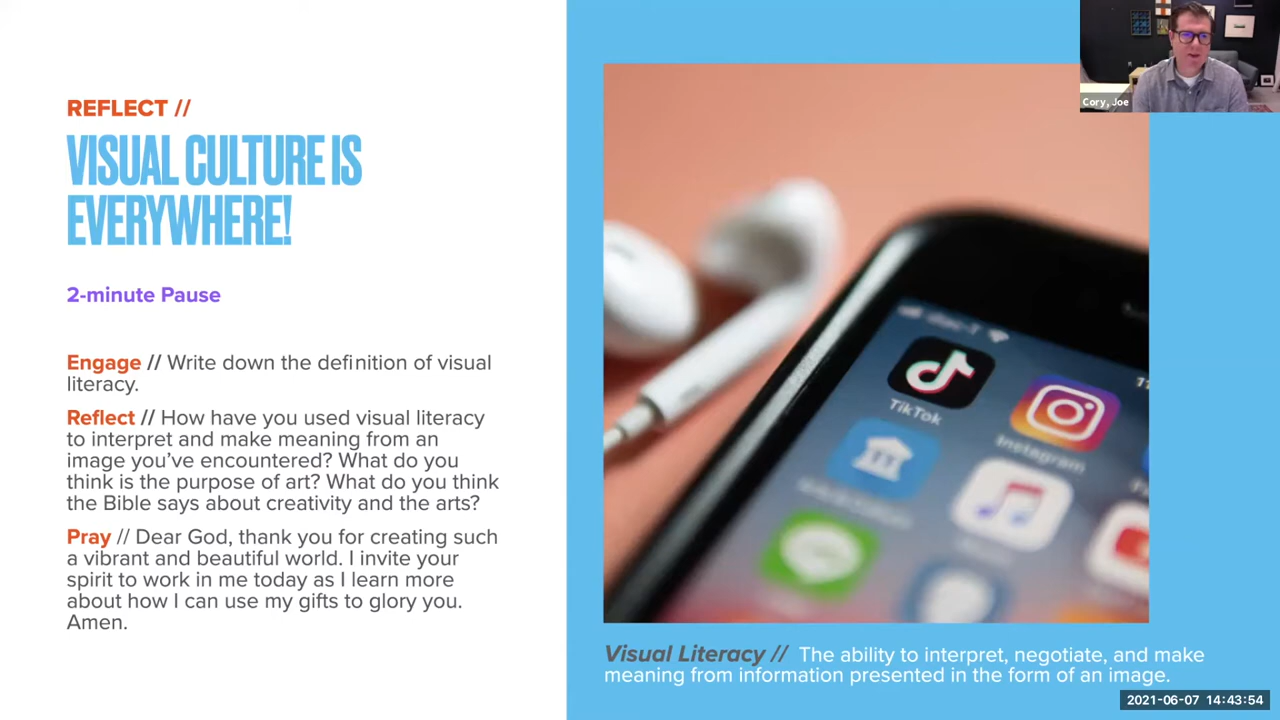 REFLECT //
VISUAL CULTURE IS
EVERYWHERE!
2-minute Pause
Engage // Write down the definition of visual
literacy.
Reflect // How have you used visual literacy
to interpret and make meaning from an
image you've encountered? What do you
think is the purpose of art? What do you think
the Bible says about creativity and the arts?
Pray // Dear God, thank you for creating such
a vibrant and beautiful world. I invite your
spirit to work in me today as I learn more
about how I can use my gifts to glory you.
Amen.
Cory, Joe
TikTok
Instagram
Visual Literacy // The ability to interpret, negotiate, and make
meaning from information presented in the form of an image.
2021-06-07 14:43:54